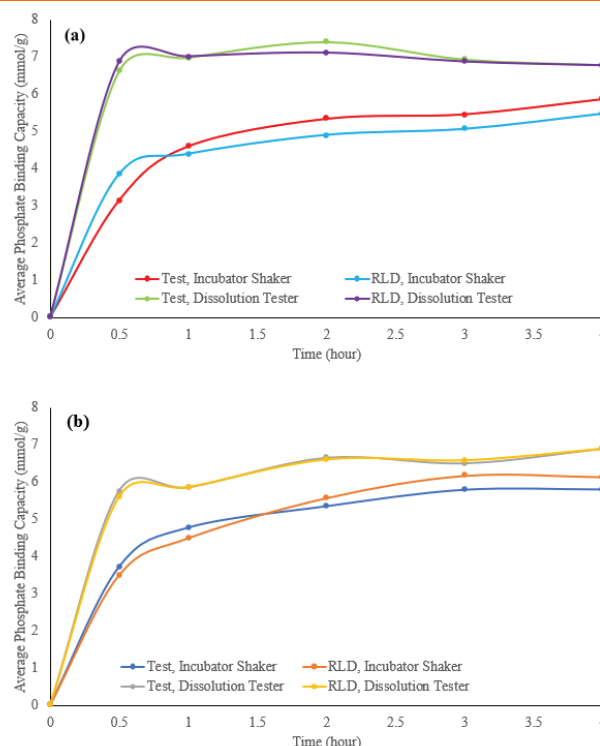 (a)
Average Phosphate Binding Capacity (mmol/g)
8
7
6
5
4
3
2
1
0
Test, Incubator Shaker RLD, Incubator Shaker
Test, Dissolution Tester RLD, Dissolution Tester
0 0.5 1 1.5 2 2.5 3 3.5
Time (hour)
(b)
Average Phosphate Binding Capacity (mmol/g)
8
7
6
5
4
3
2
1
0
Test, Incubator Shaker RLD, Incubator Shaker
Test, Dissolution Tester RLD, Dissolution Tester
0 0.5 1 1.5 2 2.5 3 3.5
Time (hour)